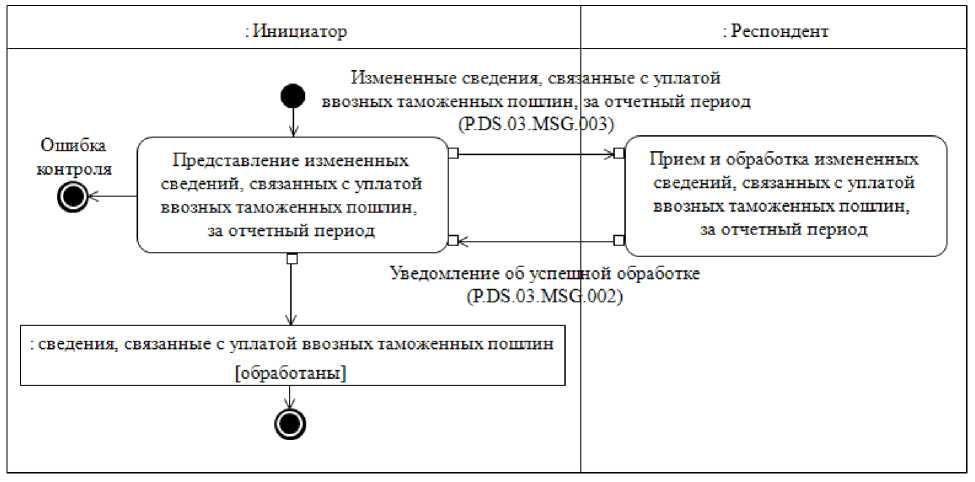 : Инициатор
: Респондент
Измененные сведения, связанные с уплатой
ввозных таможенных пошлин, за отчетный период
(P.DS.03.MSG.003)
Ошибка
контроля
Представление измененных
сведений, связанных с уплатой
ввозных таможенных пошлин,
за отчетный период
Прием и обработка измененных
сведений, связанных с уплатой
ввозных таможенных пошлин,
за отчетный период
Уведомление об успешной обработке
(P.DS.03.MSG.002)
: сведения, связанные с уплатой ввозных таможенных пошлин
[обработаны]